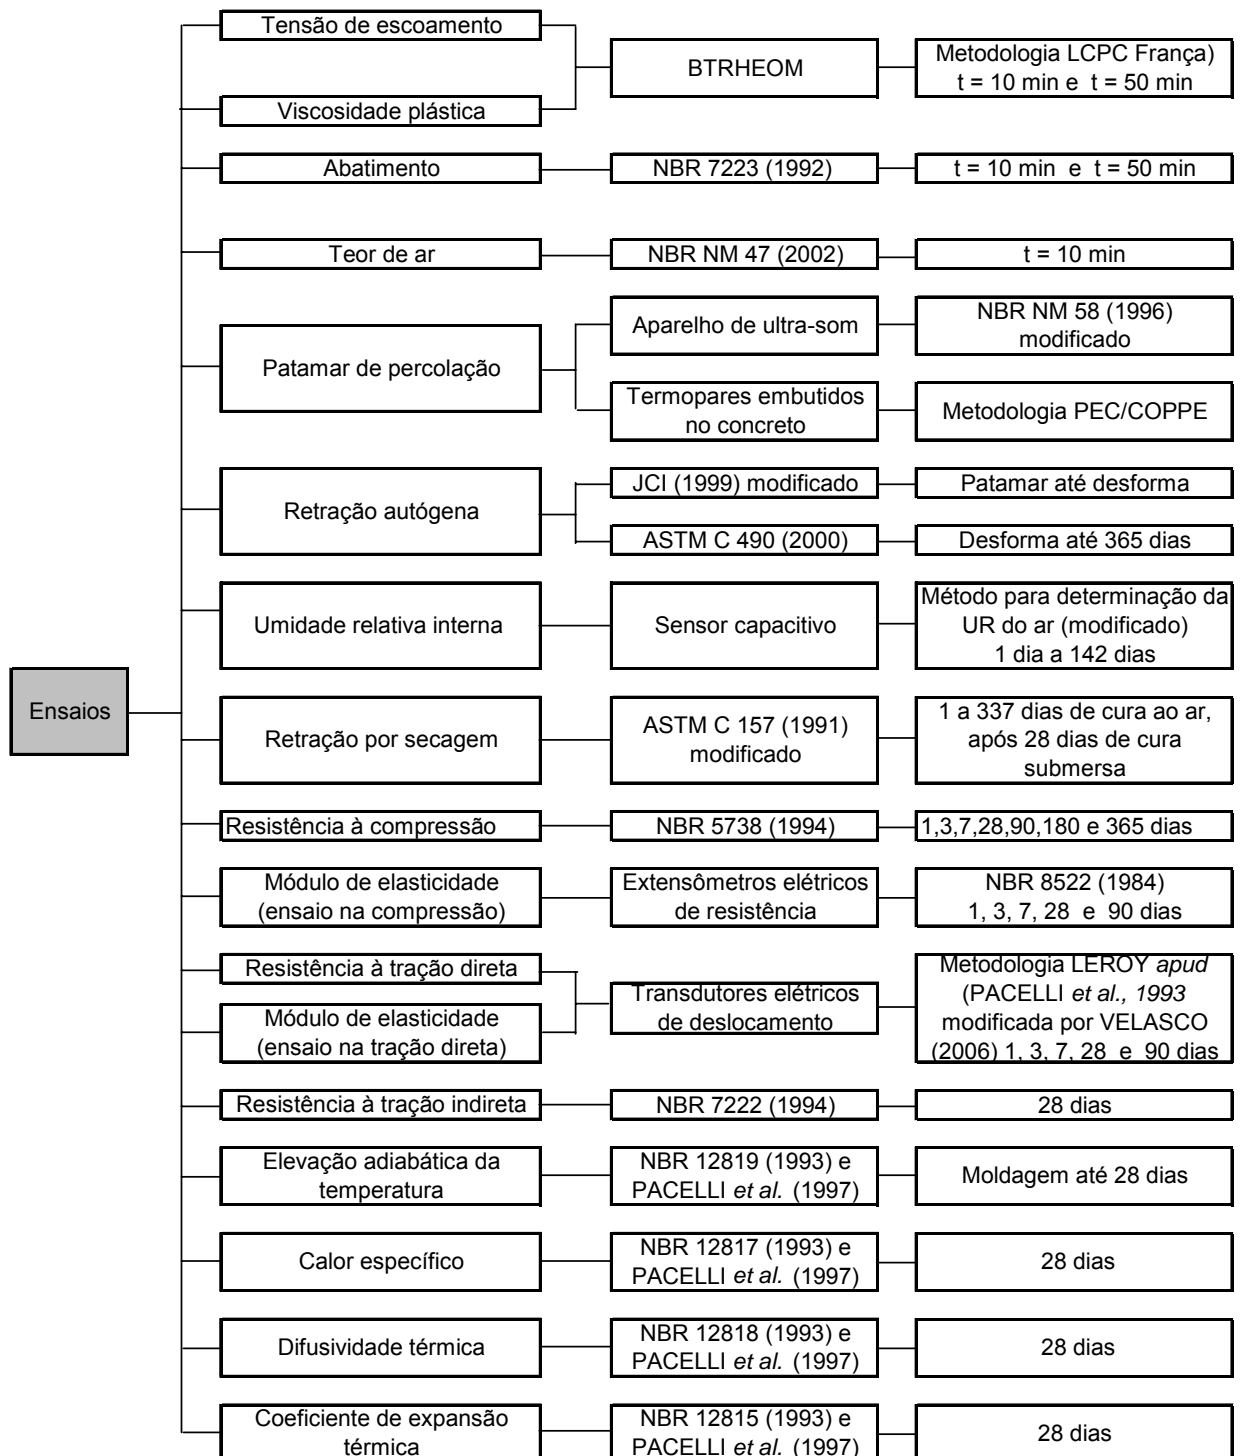 Tensão de escoamento
Viscosidade plástica
BTRHEOM
Metodologia LCPC França)
t = 10 min e t = 50 min
Abatimento
NBR 7223 (1992)
t = 10 min e t = 50 min
Teor de ar
NBR NM 47 (2002)
t = 10 min
Patamar de percolação
Aparelho de ultra-som
NBR NM 58 (1996)
modificado
Termopares embutidos
no concreto
Metodologia PEC/COPPE
Retração autógena
JCI (1999) modificado
Patamar até desforma
ASTM C 490 (2000)
Desforma até 365 dias
Umidade relativa interna
Sensor capacitivo
Método para determinação da
UR do ar (modificado)
1 dia a 142 dias
Ensaios
Retração por secagem
ASTM C 157 (1991)
modificado
1 a 337 dias de cura ao ar,
após 28 dias de cura
submersa
Resistência à compressão
NBR 5738 (1994)
1,3,7,28,90,180 e 365 dias
Módulo de elasticidade
(ensaio na compressão)
Extensômetros elétricos
de resistência
NBR 8522 (1984)
1, 3, 7, 28 e 90 dias
Resistência à tração direta
Módulo de elasticidade
(ensaio na tração direta)
Transdutores elétricos
de deslocamento
Metodologia LEROY apud
(PACELLI et al., 1993
modificada por VELASCO
(2006) 1, 3, 7, 28 e 90 dias
Resistência à tração indireta
NBR 7222 (1994)
28 dias
Elevação adiabática da
temperatura
NBR 12819 (1993) e
PACELLI et al. (1997)
Moldagem até 28 dias
Calor específico
NBR 12817 (1993) e
PACELLI et al. (1997)
28 dias
Difusividade térmica
NBR 12818 (1993) e
PACELLI et al. (1997)
28 dias
Coeficiente de expansão
térmica
NBR 12815 (1993) e
PACELLI et al. (1997)
28 dias